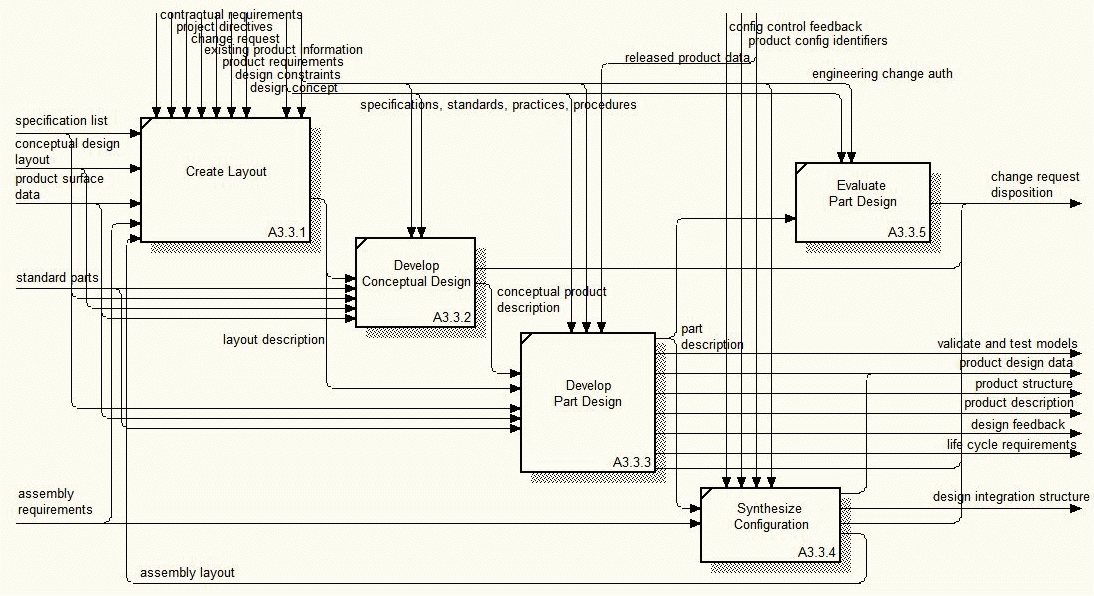 contractual requirements
project directives
change request
existing product information
product requirements
design constraints
design concept
config control feedback
product config identifiers
released product data
engineering change auth
specifications, standards, practices, procedures
specification list
conceptual design
layout
product surface
data
Create Layout
A3.3.1
Evaluate
Part Design
A3.3.5
change request
disposition
standard parts
Develop
Conceptual Design
A3.3.2
conceptual product
description
layout description
part
description
Develop
Part Design
A3.3.3
validate and test models
product design data
product structure
product description
design feedback
life cycle requirements
assembly
requirements
Synthesize
Configuration
A3.3.4
design integration structure
assembly layout